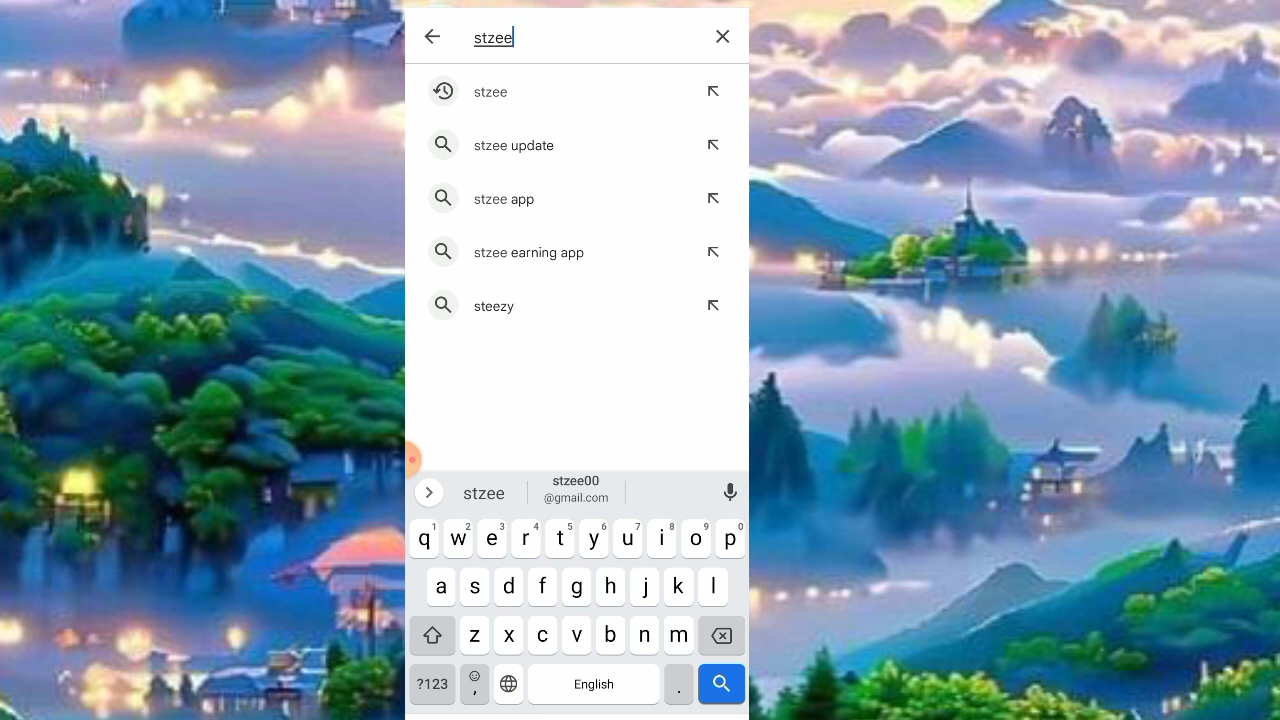 stzee
stzee
stzee update
stzee app
stzee earning app
steezy
stzee
stzee00
@gmail.com
1 2 3 4 5 6 7 8 9 0
q w e r t y u i o p
a s d f g h j k l
z x c v b n m
?123 , English .